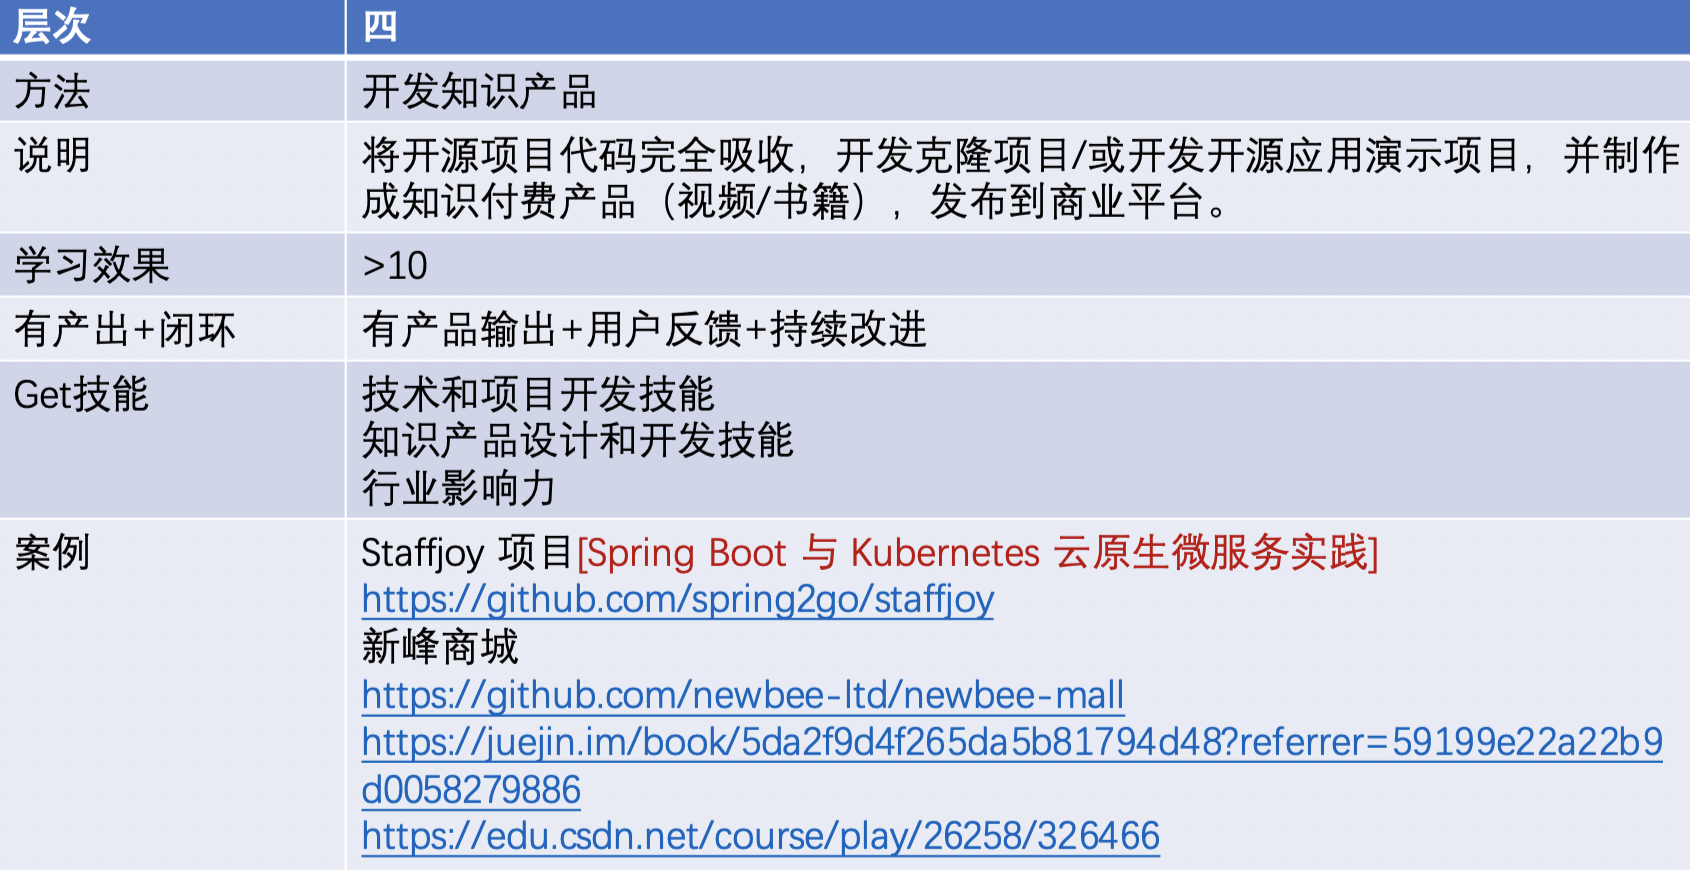 层次 四
方法 开发知识产品
说明 将开源项目代码完全吸收，开发克隆项目/或开发开源应用演示项目，并制作
成知识付费产品（视频/书籍），发布到商业平台。
学习效果 >10
有产出+闭环 有产品输出+用户反馈+持续改进
Get技能 技术和项目开发技能
知识产品设计和开发技能
行业影响力
案例 Staffjoy 项目[Spring Boot 与 Kubernetes 云原生微服务实践]
https://github.com/spring2go/staffjoy
新峰商城
https://github.com/newbee-ltd/newbee-mall
https://juejin.im/book/5da2f9d4f265da5b81794d48?referrer=59199e22a22b9
d0058279886
https://edu.csdn.net/course/play/26258/326466